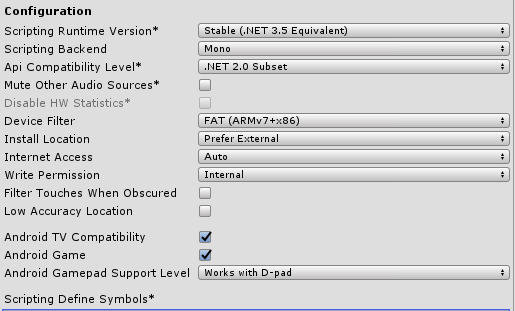 Configuration
Scripting Runtime Version* Stable (.NET 3.5 Equivalent)
Scripting Backend Mono
Api Compatibility Level* .NET 2.0 Subset
Mute Other Audio Sources*
Disable HW Statistics*
Device Filter FAT (ARMv7+x86)
Install Location Prefer External
Internet Access Auto
Write Permission Internal
Filter Touches When Obscured
Low Accuracy Location
Android TV Compatibility
Android Game
Android Gamepad Support Level Works with D-pad
Scripting Define Symbols*